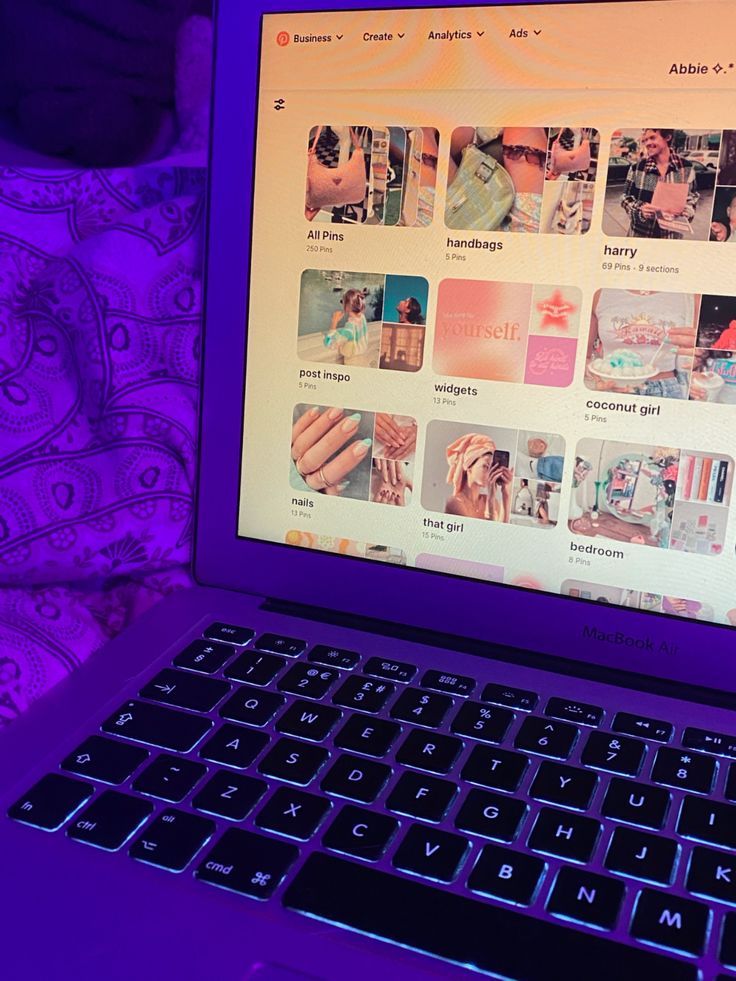 Business Create Analytics Ads
Abbie
All Pins
250 Pins
handbags
5 Pins
harry
69 Pins · 9 sections
yourself.
post inspo
5 Pins
widgets
13 Pins
coconut girl
5 Pins
nails
13 Pins
that girl
15 Pins
bedroom
8 Pins
MacBook Air
esc F1 F2 F3 F4 F5 F6 F7 F8
± § ! 1 @ € 2 £ # 3 $ 4 % 5 ^ 6 & 7 * 8
Q W E R T Y U I
A S D F G H J K
~ ` Z X C V B N M
fn ctrl alt cmd ⌘